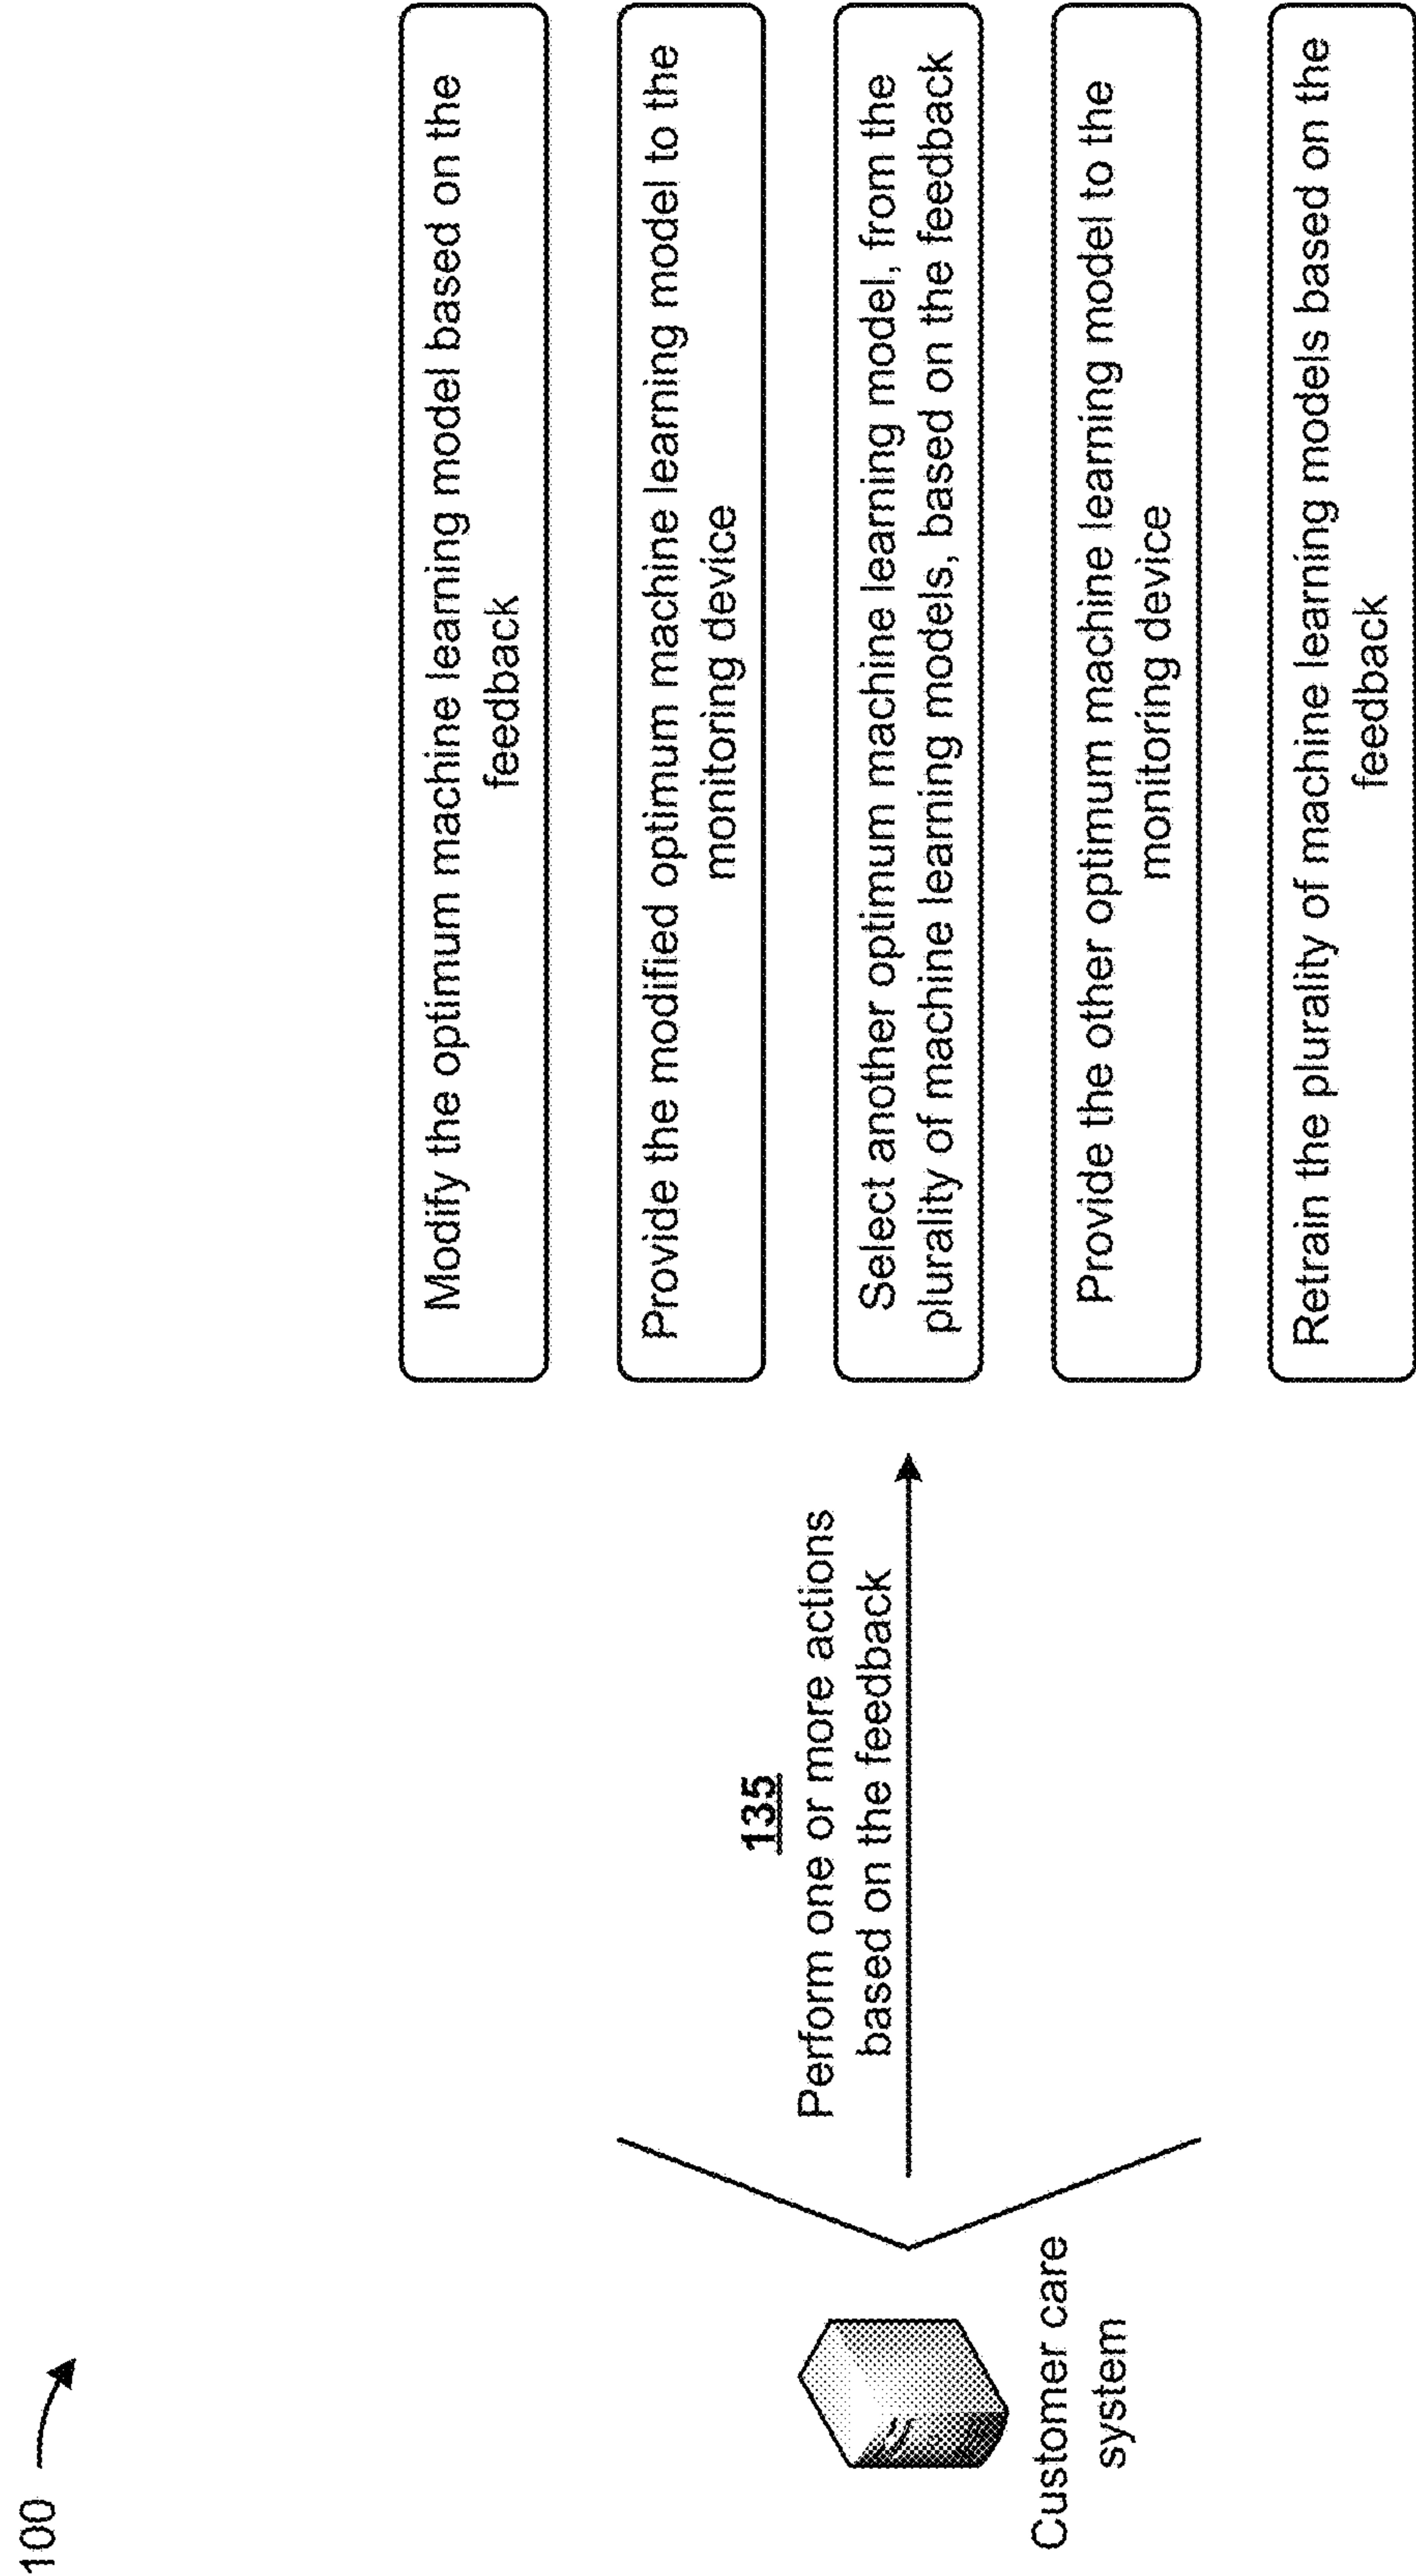 100
Customer care
system
135
Perform one or more actions
based on the feedback
Modify the optimum machine learning model based on the
feedback
Provide the modified optimum machine learning model to the
monitoring device
Select another optimum machine learning model, from the
plurality of machine learning models, based on the feedback
Provide the other optimum machine learning model to the
monitoring device
Retrain the plurality of machine learning models based on the
feedback